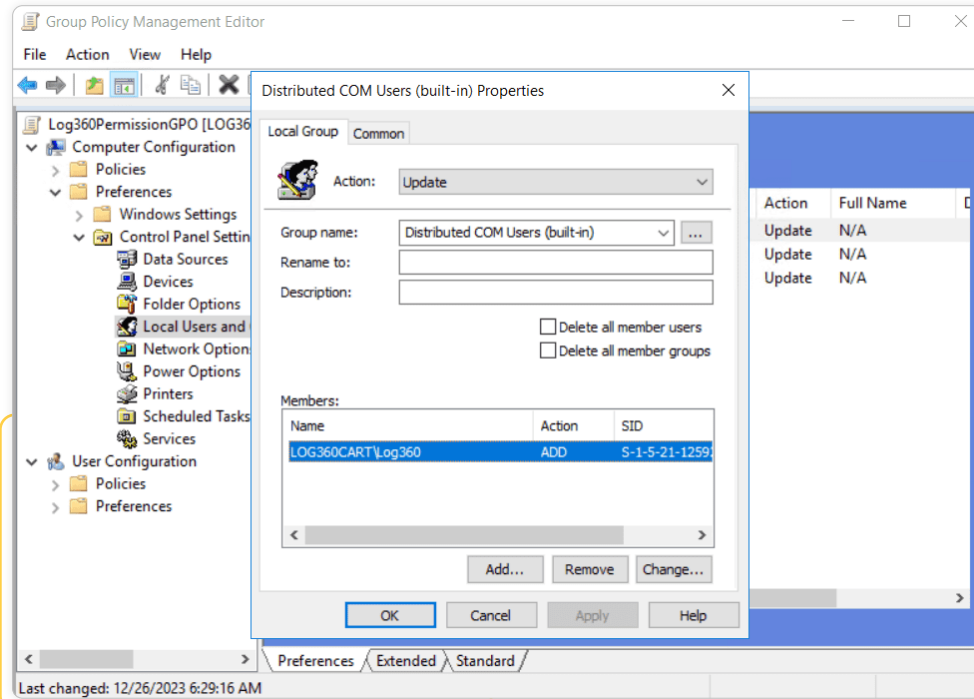 Group Policy Management Editor
File Action View Help
Log360PermissionGPO [LOG36
Computer Configuration
Policies
Preferences
Windows Settings
Control Panel Settin
Data Sources
Devices
Folder Options
Local Users and
Network Option
Power Options
Printers
Scheduled Tasks
Services
User Configuration
Policies
Preferences
Distributed COM Users (built-in) Properties
Local Group Common
Action: Update
Group name: Distributed COM Users (built-in) ...
Rename to:
Description:
Delete all member users
Delete all member groups
Members:
Name Action SID
LOG360CART\Log360 ADD S-1-5-21-1259
Add... Remove Change...
OK Cancel Apply Help
Action Full Name
Update N/A
Update N/A
Update N/A
Preferences Extended Standard
Last changed: 12/26/2023 6:29:16 AM